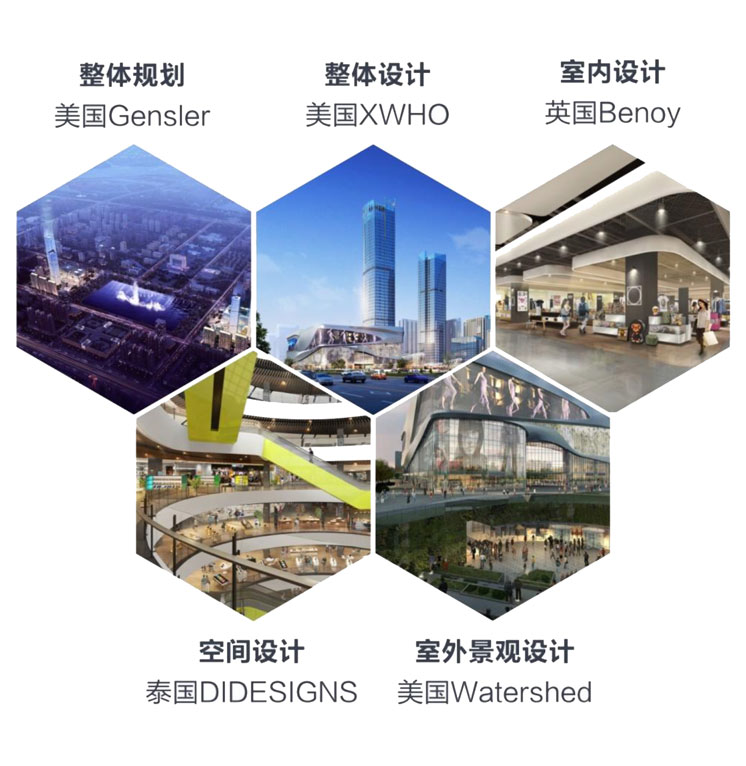 整体规划
美国Gensler
整体设计
美国XWHO
室内设计
英国Benoy
空间设计
泰国DIDESIGNS
室外景观设计
美国Watershed